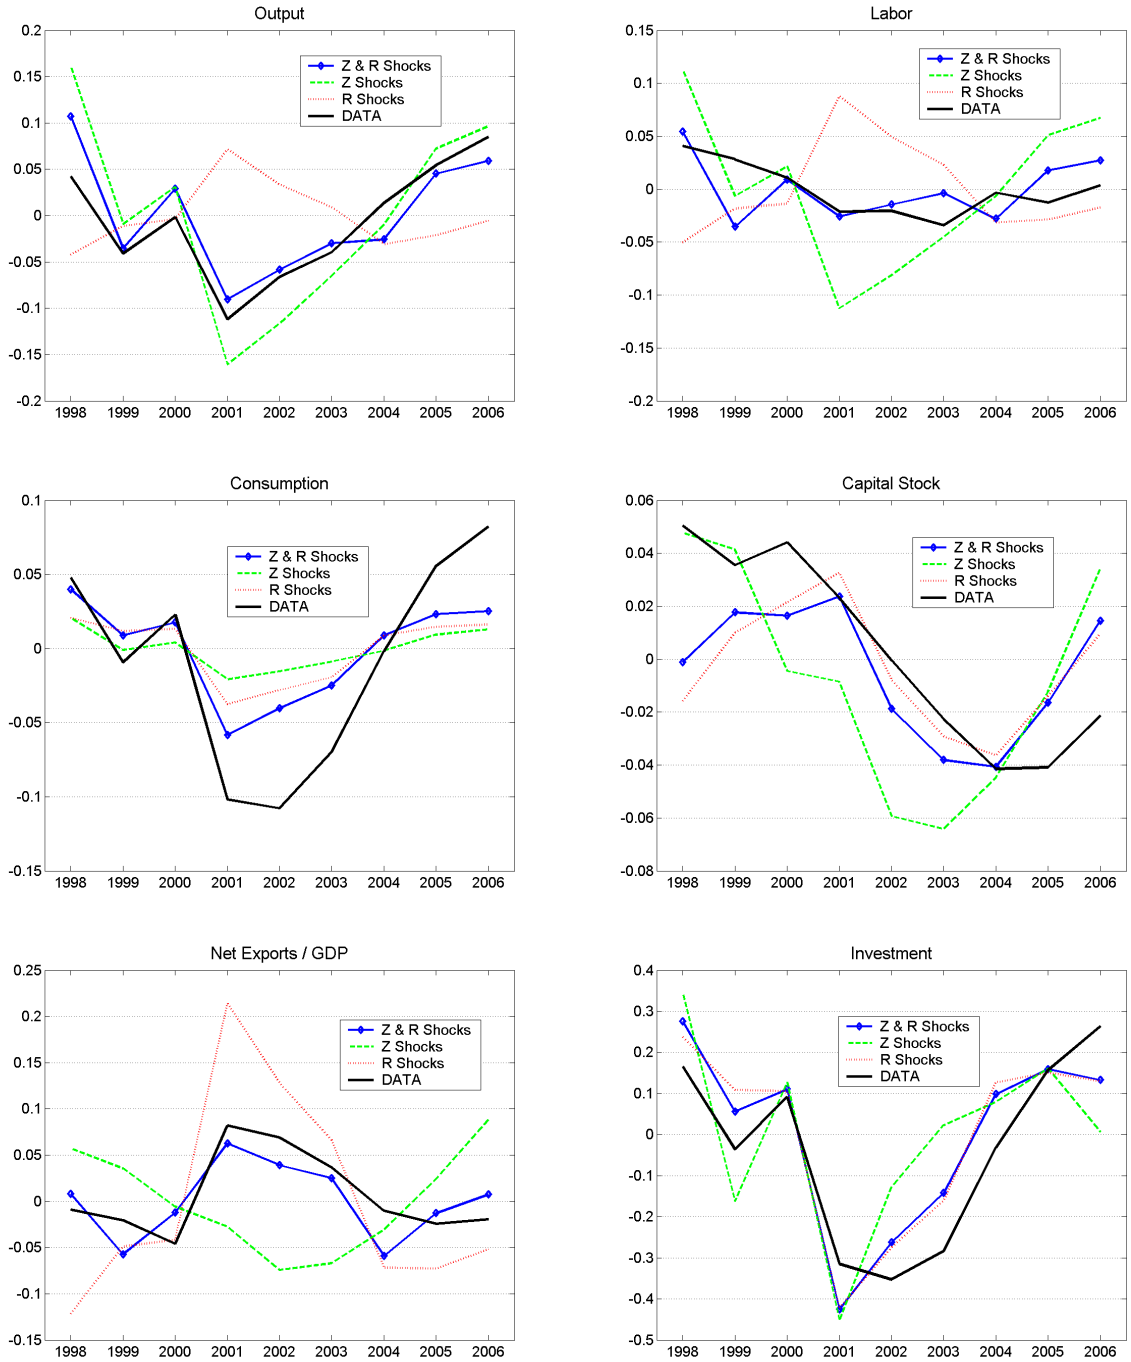 Output
0.2
0.15
0.1
0.05
0
-0.05
-0.1
-0.15
-0.2
Z & R Shocks
Z Shocks
R Shocks
DATA
1998 1999 2000 2001 2002 2003 2004 2005 2006
Labor
0.15
0.1
0.05
0
-0.05
-0.1
-0.15
-0.2
Z & R Shocks
Z Shocks
R Shocks
DATA
1998 1999 2000 2001 2002 2003 2004 2005 2006
Consumption
0.1
0.05
0
-0.05
-0.1
-0.15
Z & R Shocks
Z Shocks
R Shocks
DATA
1998 1999 2000 2001 2002 2003 2004 2005 2006
Capital Stock
0.06
0.04
0.02
0
-0.02
-0.04
-0.06
-0.08
Z & R Shocks
Z Shocks
R Shocks
DATA
1998 1999 2000 2001 2002 2003 2004 2005 2006
Net Exports / GDP
0.25
0.2
0.15
0.1
0.05
0
-0.05
-0.1
-0.15
Z & R Shocks
Z Shocks
R Shocks
DATA
1998 1999 2000 2001 2002 2003 2004 2005 2006
Investment
0.4
0.3
0.2
0.1
0
-0.1
-0.2
-0.3
-0.4
-0.5
Z & R Shocks
Z Shocks
R Shocks
DATA
1998 1999 2000 2001 2002 2003 2004 2005 2006